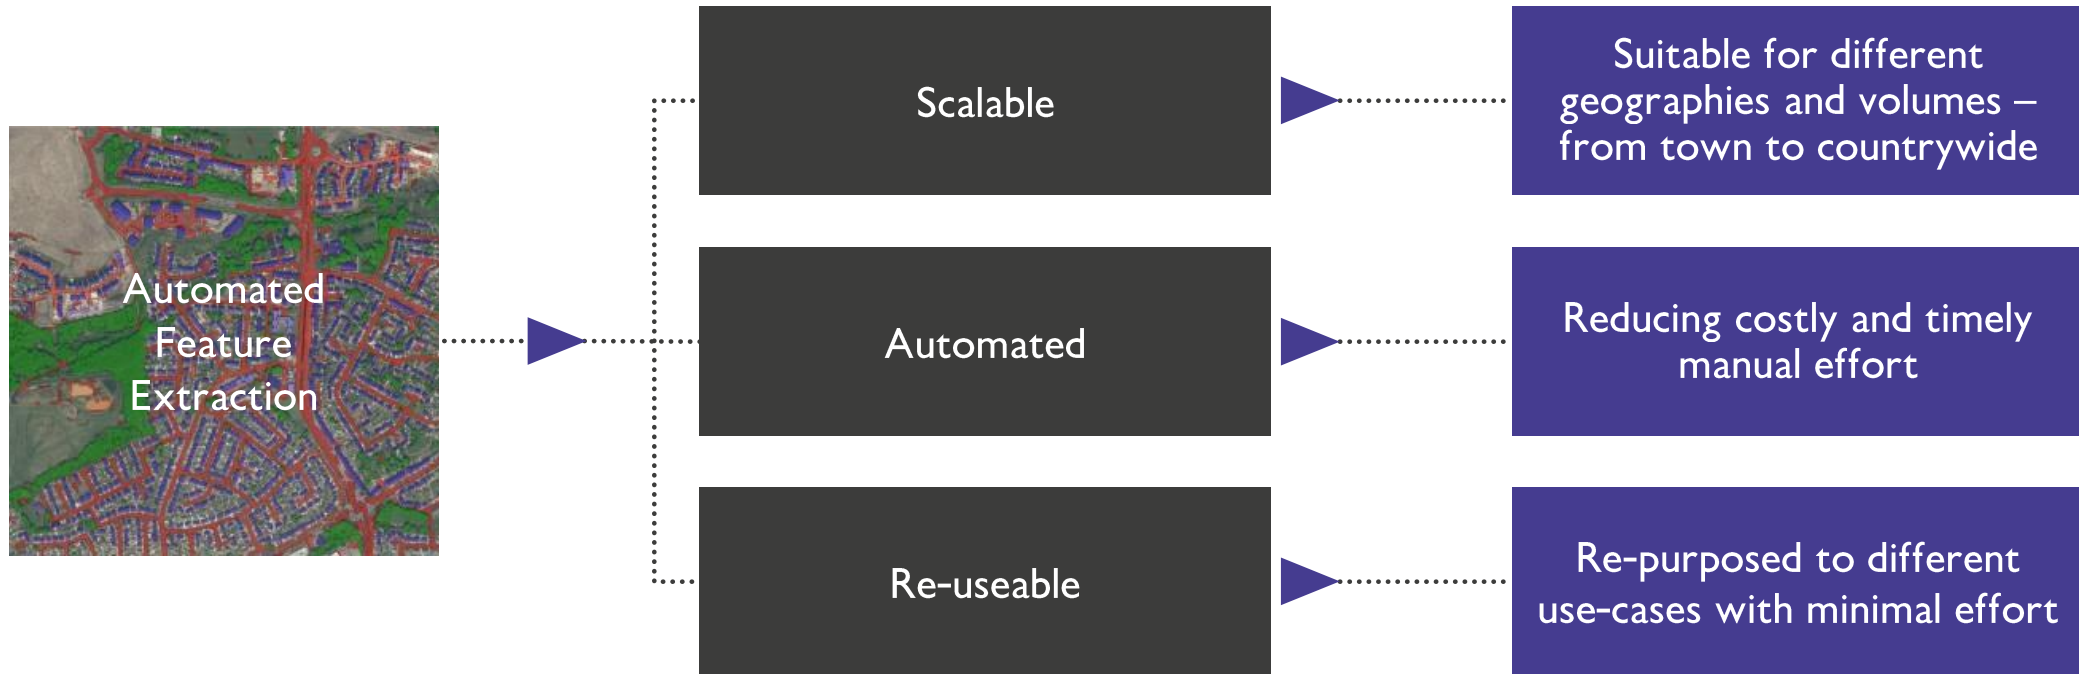 Automated
Feature
Extraction
Scalable
Suitable for different
geographies and volumes –
from town to countrywide
Automated
Reducing costly and timely
manual effort
Re-useable
Re-purposed to different
use-cases with minimal effort